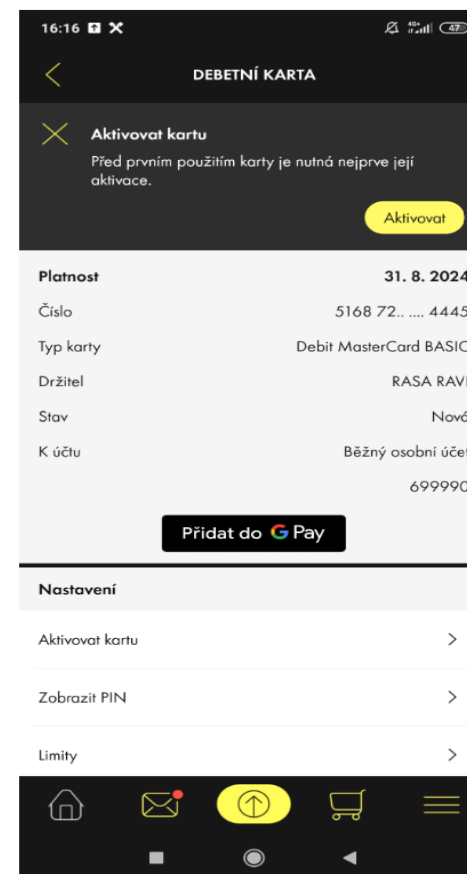 16:16
4G+ 47
DEBETNÍ KARTA
Aktivovat kartu
Před prvním použitím karty je nutná nejprve její
aktivace.
Aktivovat
Platnost 31. 8. 2024
Číslo 5168 72.. .... 4445
Typ karty Debit MasterCard BASIC
Držitel RASA RAVI
Stav Nová
K účtu Běžný osobní účet
699990
Přidat do G Pay
Nastavení
Aktivovat kartu
Zobrazit PIN
Limity